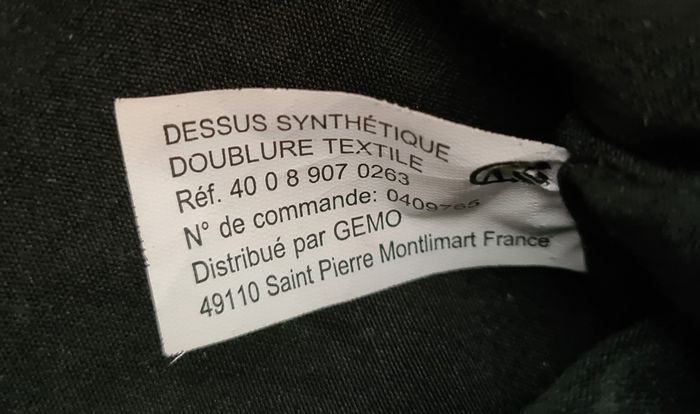 DESSUS SYNTHÉTIQUE
DOUBLURE TEXTILE
Réf. 40 0 8 907 0263
N° de commande: 0409765
Distribué par GEMO
49110 Saint Pierre Montlimart France